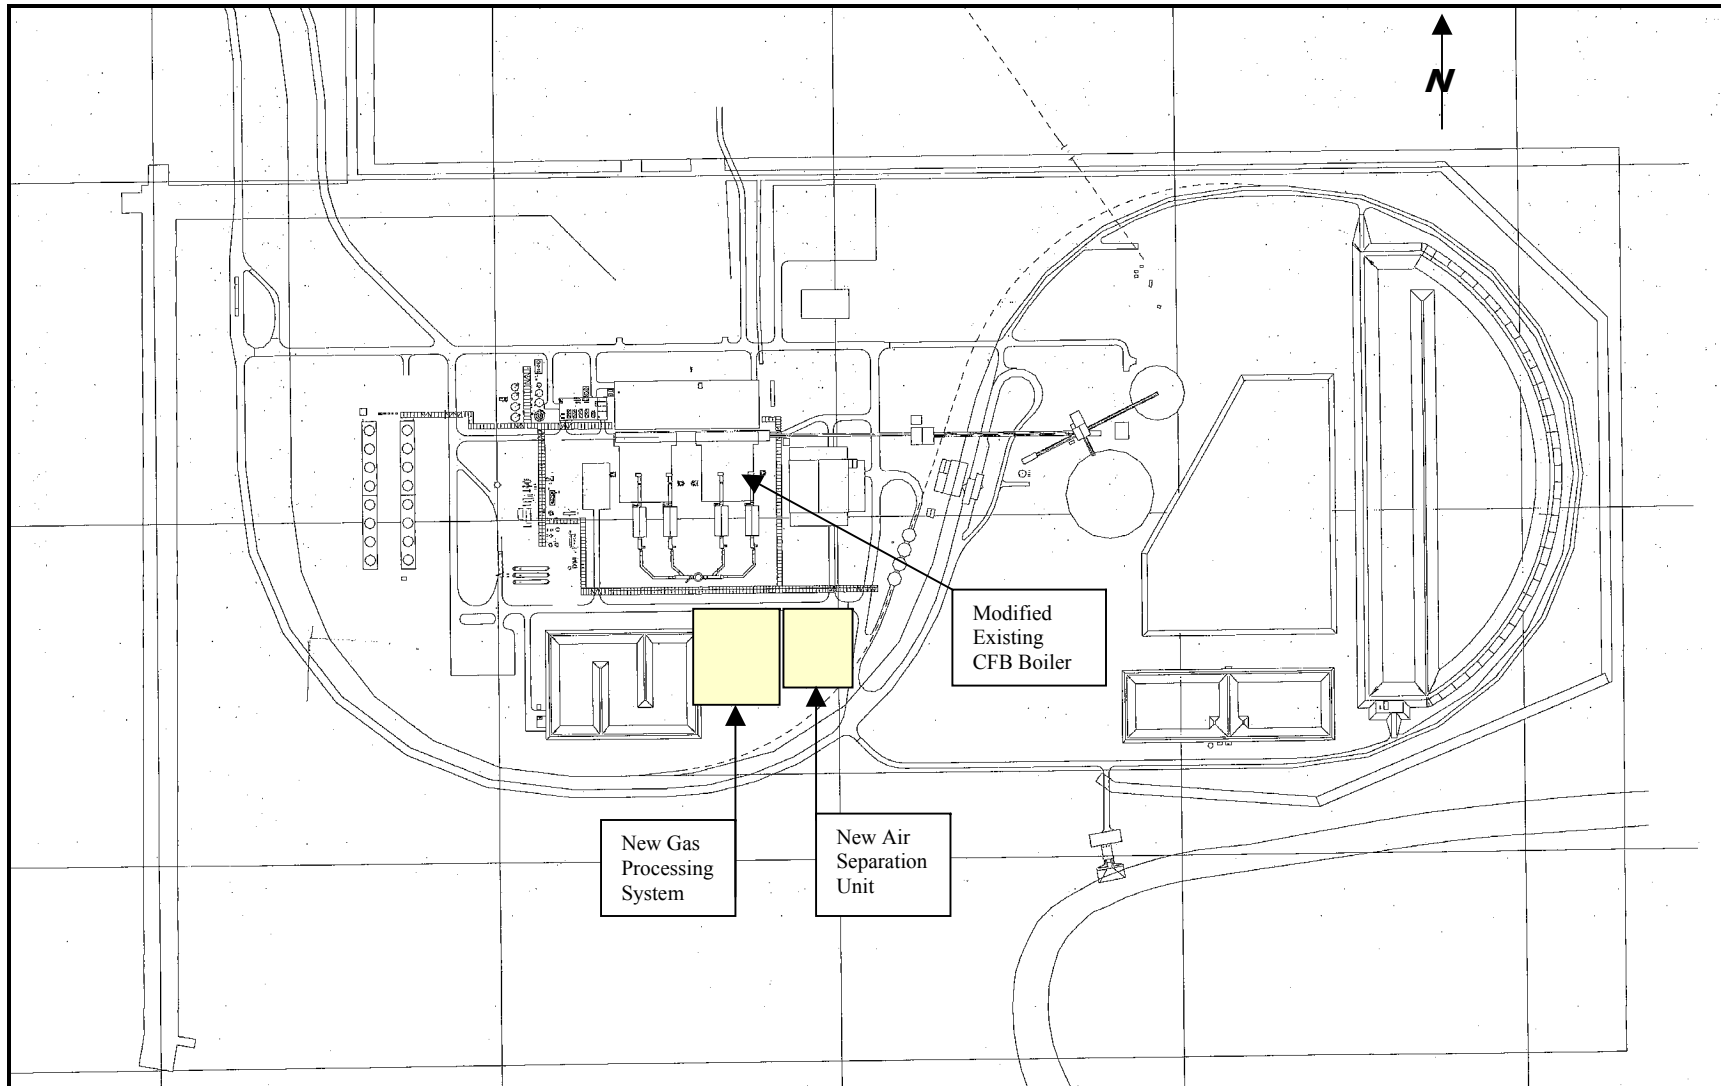 N
Modified
Existing
CFB Boiler
New Gas
Processing
System
New Air
Separation
Unit